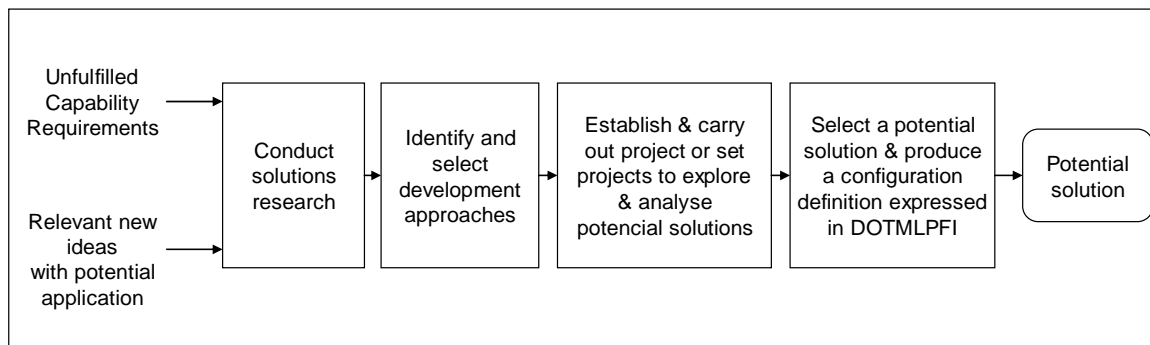 Unfulfilled
Capability
Requirements
Relevant new
ideas
with potential
application
Conduct
solutions
research
Identify and
select
development
approaches
Establish & carry
out project or set
projects to explore
& analyse
potencial solutions
Select a potential
solution & produce
a configuration
definition expressed
in DOTMLPFI
Potential
solution